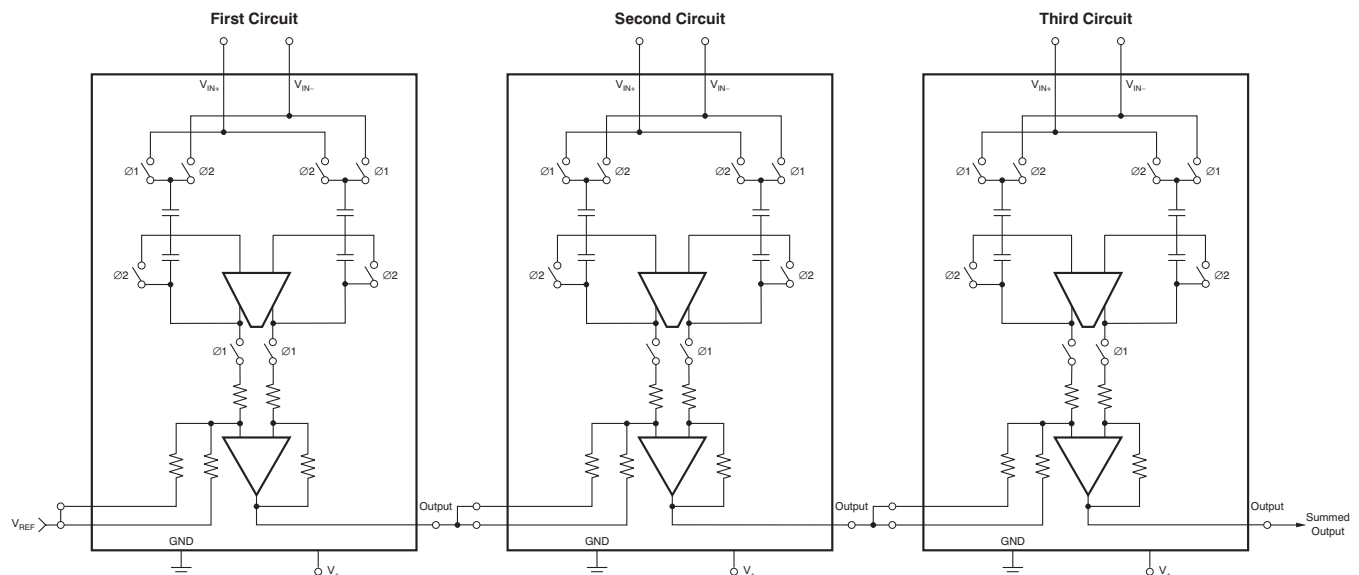 First Circuit Second Circuit Third Circuit
VIN+ VIN− VIN+ VIN− VIN+ VIN−
Ø1 Ø2 Ø2 Ø1 Ø1 Ø2 Ø2 Ø1 Ø1 Ø2 Ø2 Ø1
Ø2 Ø2 Ø2 Ø2 Ø2 Ø2
Ø1 Ø1 Ø1 Ø1
Output Output Output
VREF Summed
Output
GND GND GND
V+ V+ V+